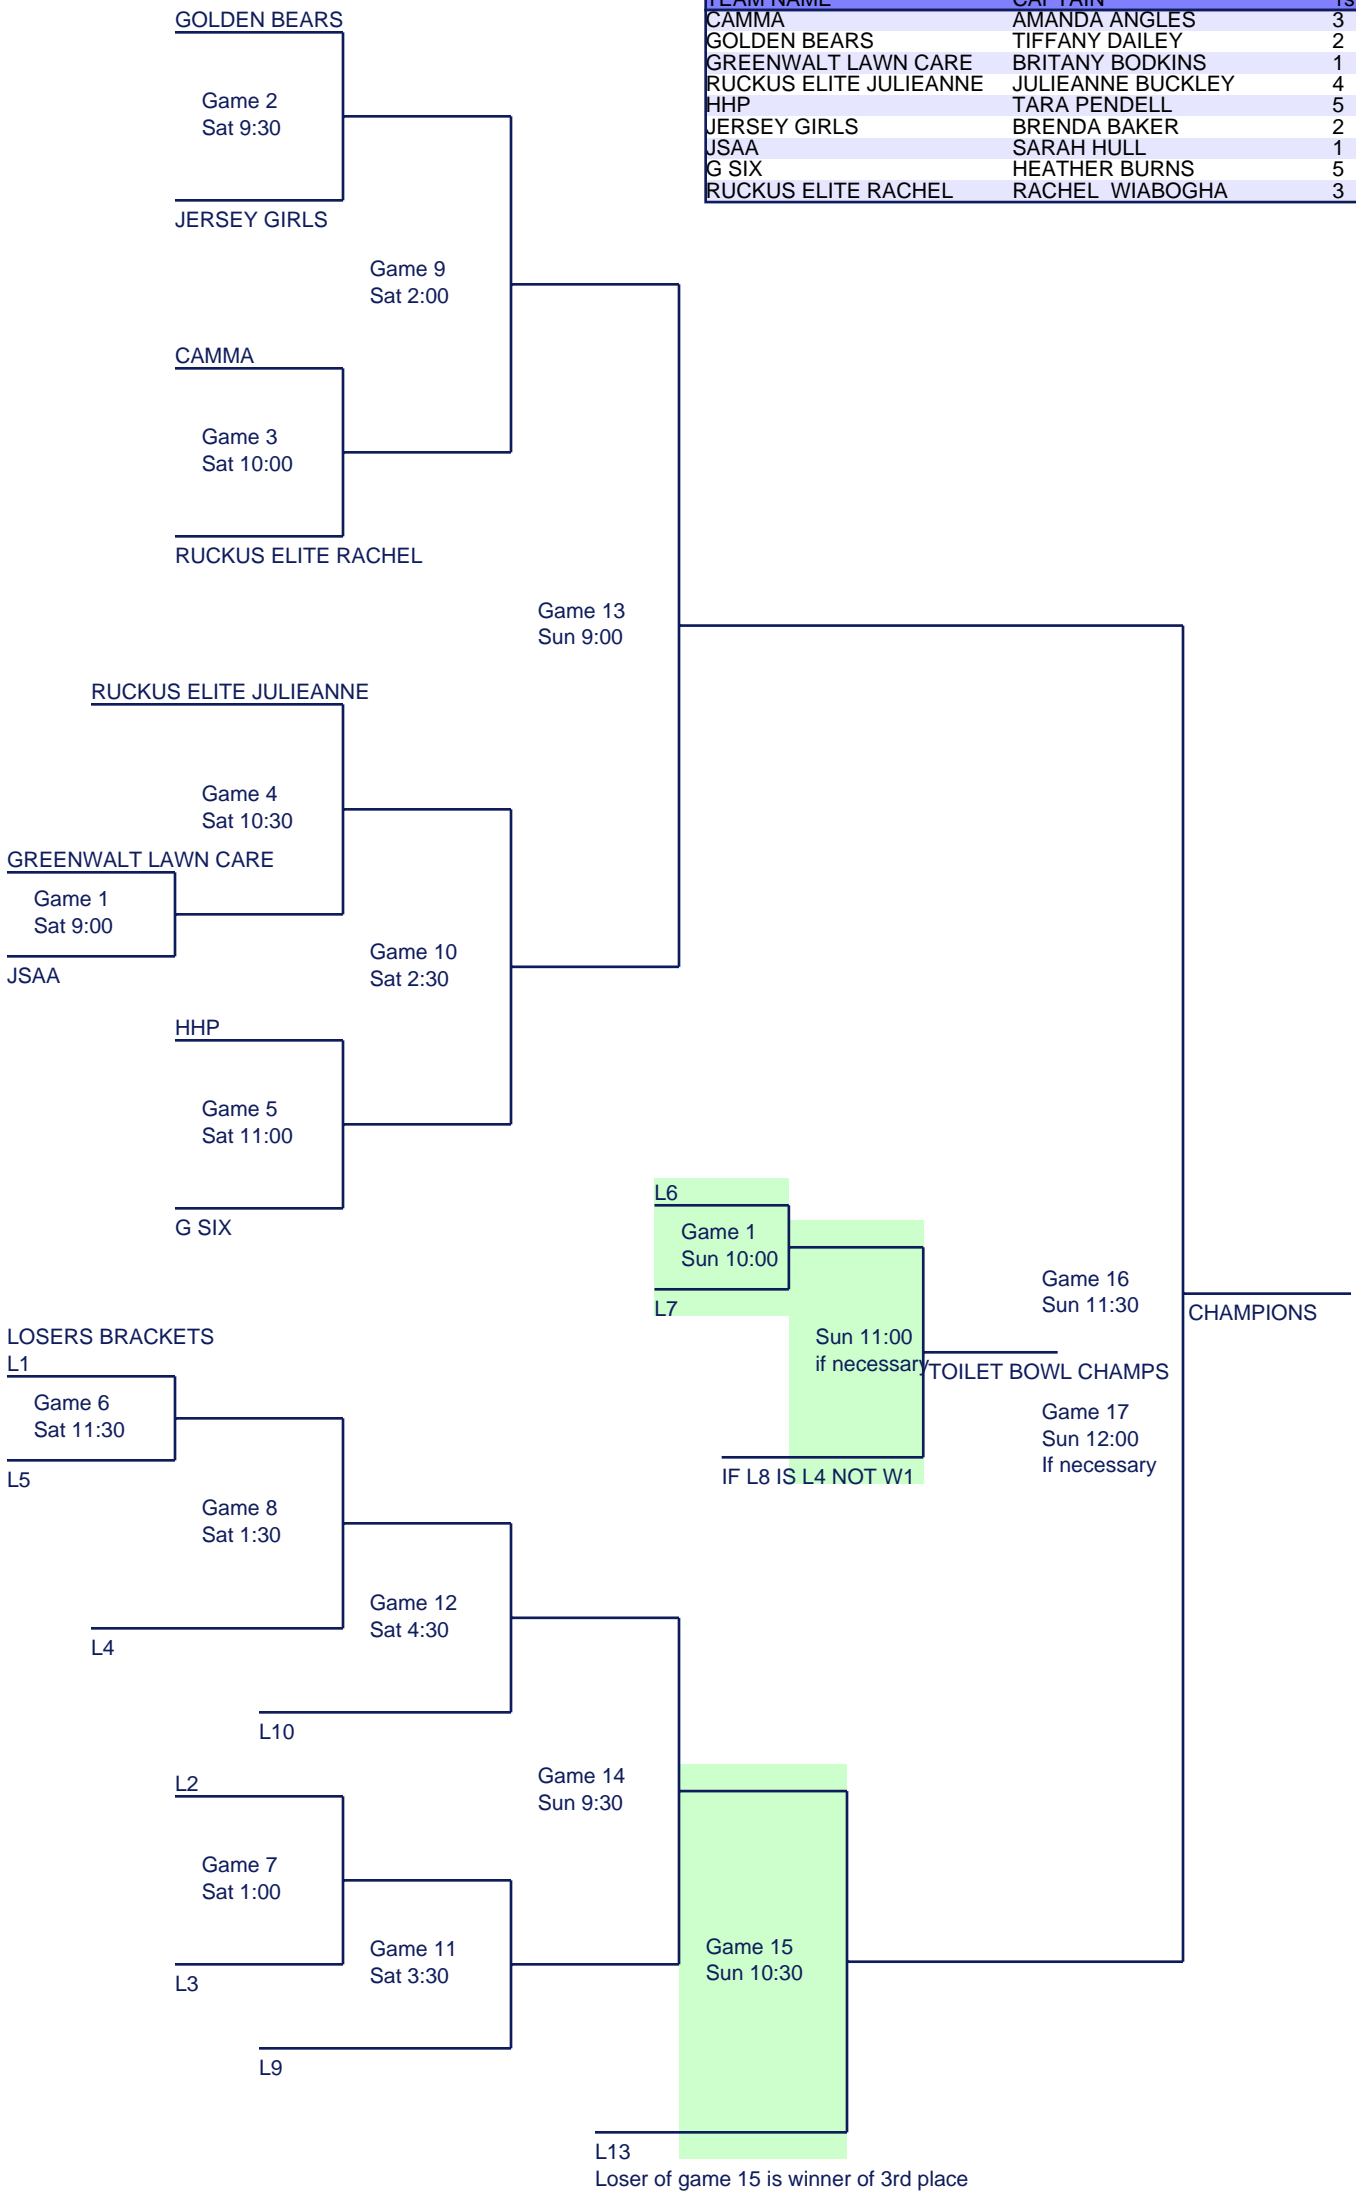 TEAM NAME CAPTAIN
CAMMA AMANDA ANGLES 3
GOLDEN BEARS TIFFANY DAILEY 2
GREENWALT LAWN CARE BRITANY BODKINS 1
RUCKUS ELITE JULIEANNE JULIEANNE BUCKLEY 4
HHP TARA PENDELL 5
JERSEY GIRLS BRENDA BAKER 2
JSAA SARAH HULL 1
G SIX HEATHER BURNS 5
RUCKUS ELITE RACHEL RACHEL WIABOGHA 3
GOLDEN BEARS
Game 2
Sat 9:30
JERSEY GIRLS
Game 9
Sat 2:00
CAMMA
Game 3
Sat 10:00
RUCKUS ELITE RACHEL
Game 13
Sun 9:00
RUCKUS ELITE JULIEANNE
Game 4
Sat 10:30
GREENWALT LAWN CARE
Game 1
Sat 9:00
JSAA
Game 10
Sat 2:30
HHP
Game 5
Sat 11:00
G SIX
L6
Game 1
Sun 10:00
L7
Sun 11:00
if necessary
TOILET BOWL CHAMPS
IF L8 IS L4 NOT W1
Game 16
Sun 11:30
CHAMPIONS
Game 17
Sun 12:00
If necessary
LOSERS BRACKETS
L1
Game 6
Sat 11:30
L5
Game 8
Sat 1:30
L4
Game 12
Sat 4:30
L10
L2
Game 14
Sun 9:30
Game 7
Sat 1:00
L3
Game 11
Sat 3:30
L9
Game 15
Sun 10:30
L13
Loser of game 15 is winner of 3rd place